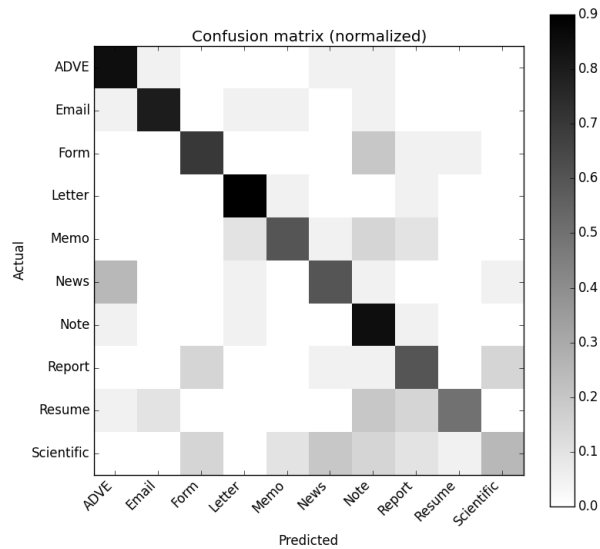 Confusion matrix (normalized)
Actual
ADVE
Email
Form
Letter
Memo
News
Note
Report
Resume
Scientific
ADVE
Email
Form
Letter
Memo
News
Note
Report
Resume
Scientific
Predicted
0.9
0.8
0.7
0.6
0.5
0.4
0.3
0.2
0.1
0.0